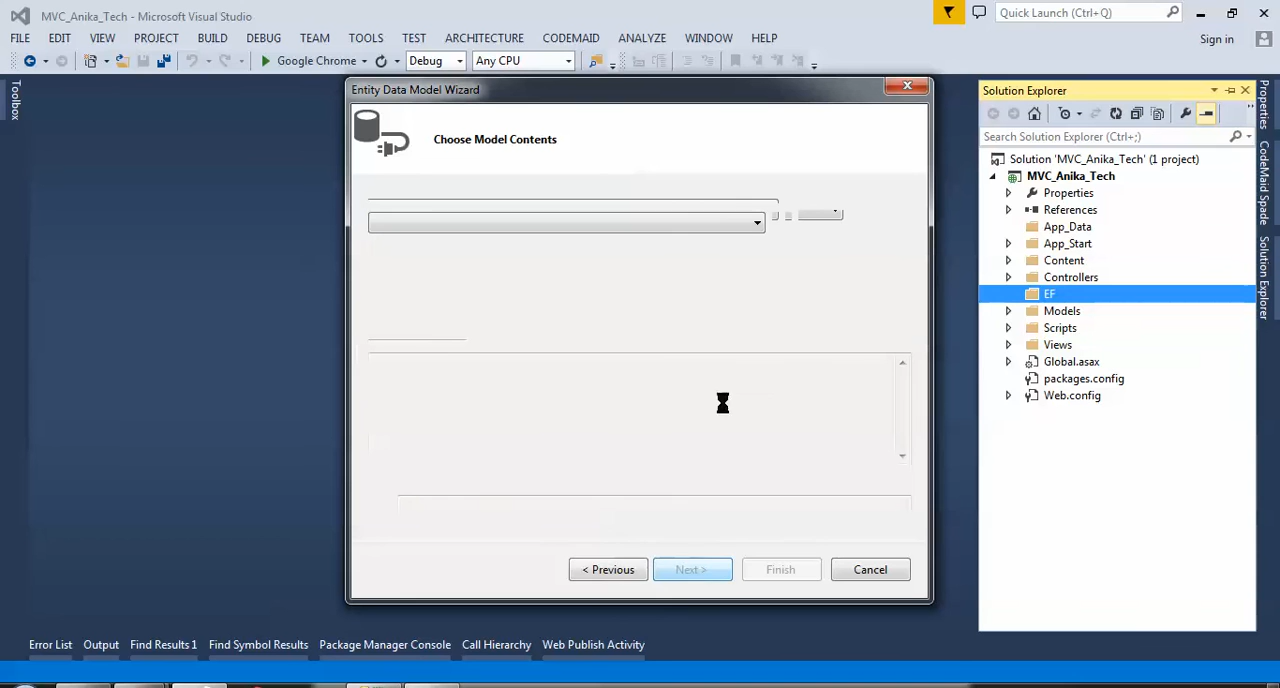 MVC_Anika_Tech - Microsoft Visual Studio
Quick Launch (Ctrl+Q)
FILE EDIT VIEW PROJECT BUILD DEBUG TEAM TOOLS TEST ARCHITECTURE CODEMAID ANALYZE WINDOW HELP
Sign in
Google Chrome Debug Any CPU
Toolbox
Entity Data Model Wizard
Choose Model Contents
< Previous Next > Finish Cancel
Solution Explorer
Search Solution Explorer (Ctrl+;)
Solution 'MVC_Anika_Tech' (1 project)
MVC_Anika_Tech
Properties
References
App_Data
App_Start
Content
Controllers
EF
Models
Scripts
Views
Global.asax
packages.config
Web.config
Properties
CodeMaid Spade
Solution Explorer
Error List Output Find Results 1 Find Symbol Results Package Manager Console Call Hierarchy Web Publish Activity